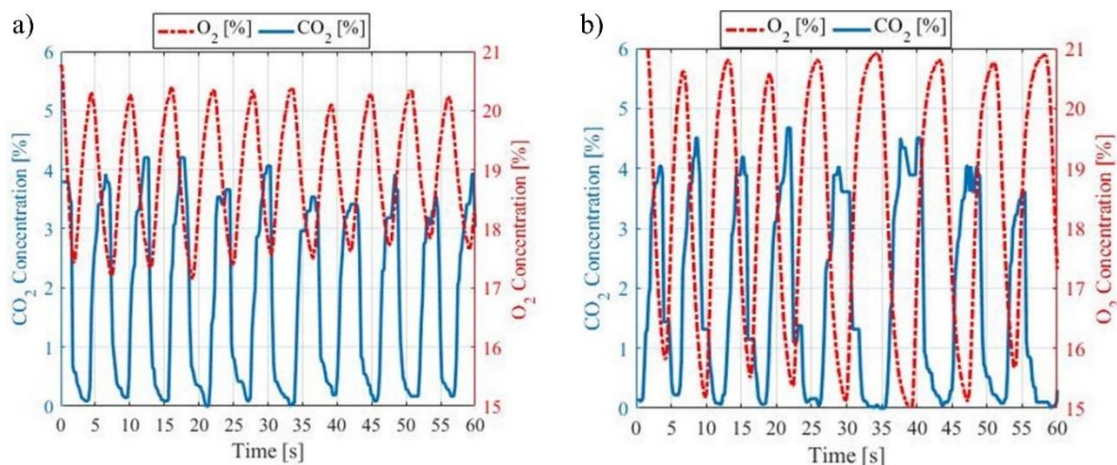 a)
O₂ [%] CO₂ [%]
6 21
5 20
4 19
3 18
2 17
1 16
0 15
CO₂ Concentration [%]
O₂ Concentration [%]
0 5 10 15 20 25 30 35 40 45 50 55 60
Time [s]
b)
O₂ [%] CO₂ [%]
6 21
5 20
4 19
3 18
2 17
1 16
0 15
CO₂ Concentration [%]
O₂ Concentration [%]
0 5 10 15 20 25 30 35 40 45 50 55 60
Time [s]